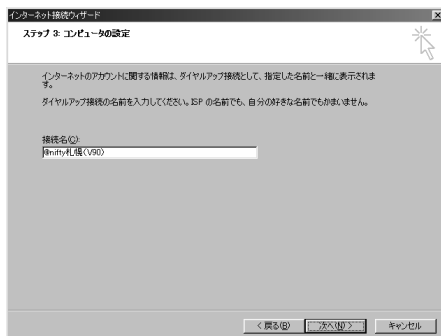 インターネット接続ウィザード
ステップ 3: コンピュータの設定
インターネットのアカウントに関する情報は、ダイヤルアップ接続として、指定した名前と一緒に表示されま
す。
ダイヤルアップ接続の名前を入力してください。ISP の名前でも、自分の好きな名前でもかまいません。
接続名(C):
@nifty札幌(V90)
< 戻る(B)
次へ(N) >
キャンセル